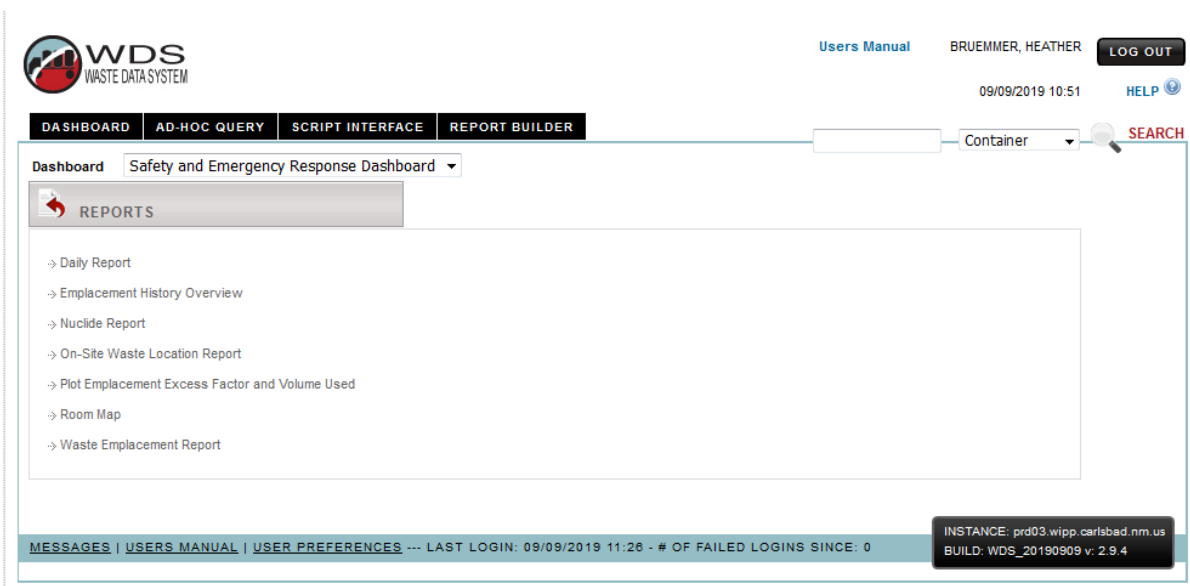 WDS
WASTE DATA SYSTEM
Users Manual
BRUEMMER, HEATHER
LOG OUT
09/09/2019 10:51
HELP
DASHBOARD
AD-HOC QUERY
SCRIPT INTERFACE
REPORT BUILDER
Container
SEARCH
Dashboard
Safety and Emergency Response Dashboard
REPORTS
Daily Report
Emplacement History Overview
Nuclide Report
On-Site Waste Location Report
Plot Emplacement Excess Factor and Volume Used
Room Map
Waste Emplacement Report
MESSAGES | USERS MANUAL | USER PREFERENCES --- LAST LOGIN: 09/09/2019 11:26 - # OF FAILED LOGINS SINCE: 0
INSTANCE: prd03.wipp.carlsbad.nm.us
BUILD: WDS_20190909 v: 2.9.4